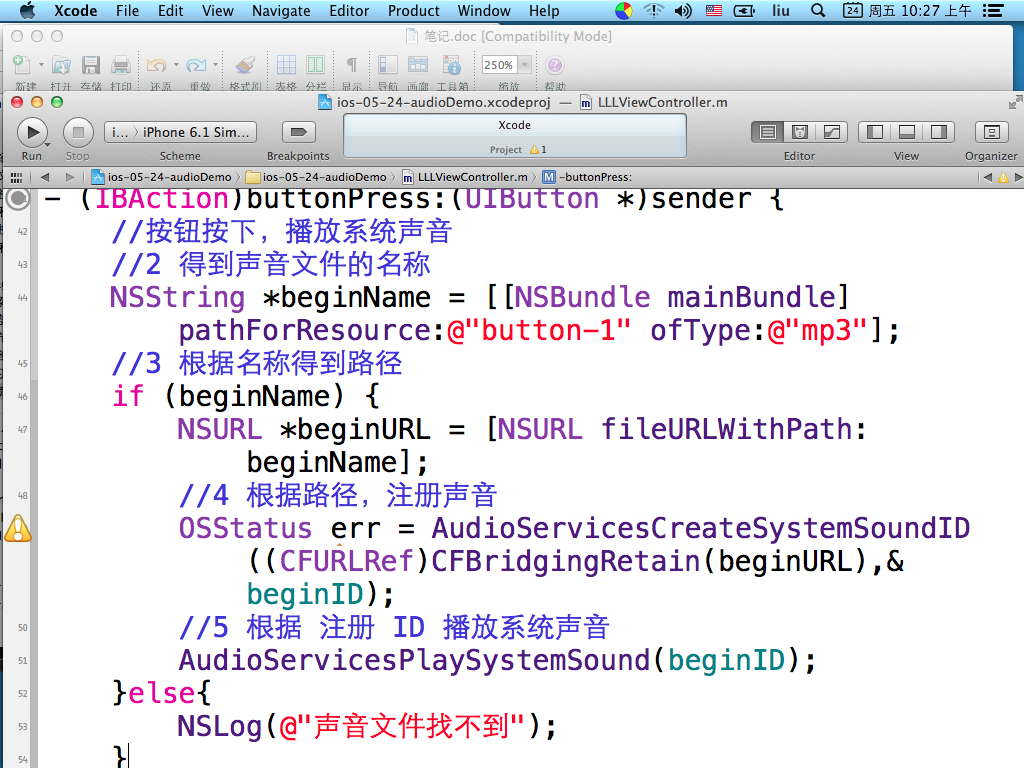 Xcode File Edit View Navigate Editor Product Window Help liu 24 周五 10:27 上午
笔记.doc [Compatibility Mode]
250%
新建 打开 存储 打印 还原 重做 格式刷 表格 分栏 显示 导航 画廊 工具箱 缩放 帮助
ios-05-24-audioDemo.xcodeproj — LLLViewController.m
i... 〉 iPhone 6.1 Sim...
Xcode
Project 1
Run Stop Scheme Breakpoints Editor View Organizer
ios-05-24-audioDemo 〉 ios-05-24-audioDemo 〉 LLLViewController.m 〉 M -buttonPress:
- (IBAction)buttonPress:(UIButton *)sender {
42 //按钮按下，播放系统声音
43 //2 得到声音文件的名称
44 NSString *beginName = [[NSBundle mainBundle]
pathForResource:@"button-1" ofType:@"mp3"];
45 //3 根据名称得到路径
46 if (beginName) {
47 NSURL *beginURL = [NSURL fileURLWithPath:
beginName];
48 //4 根据路径，注册声音
OSStatus err = AudioServicesCreateSystemSoundID
((CFURLRef)CFBridgingRetain(beginURL),&
beginID);
50 //5 根据 注册 ID 播放系统声音
51 AudioServicesPlaySystemSound(beginID);
52 }else{
53 NSLog(@"声音文件找不到");
54 }